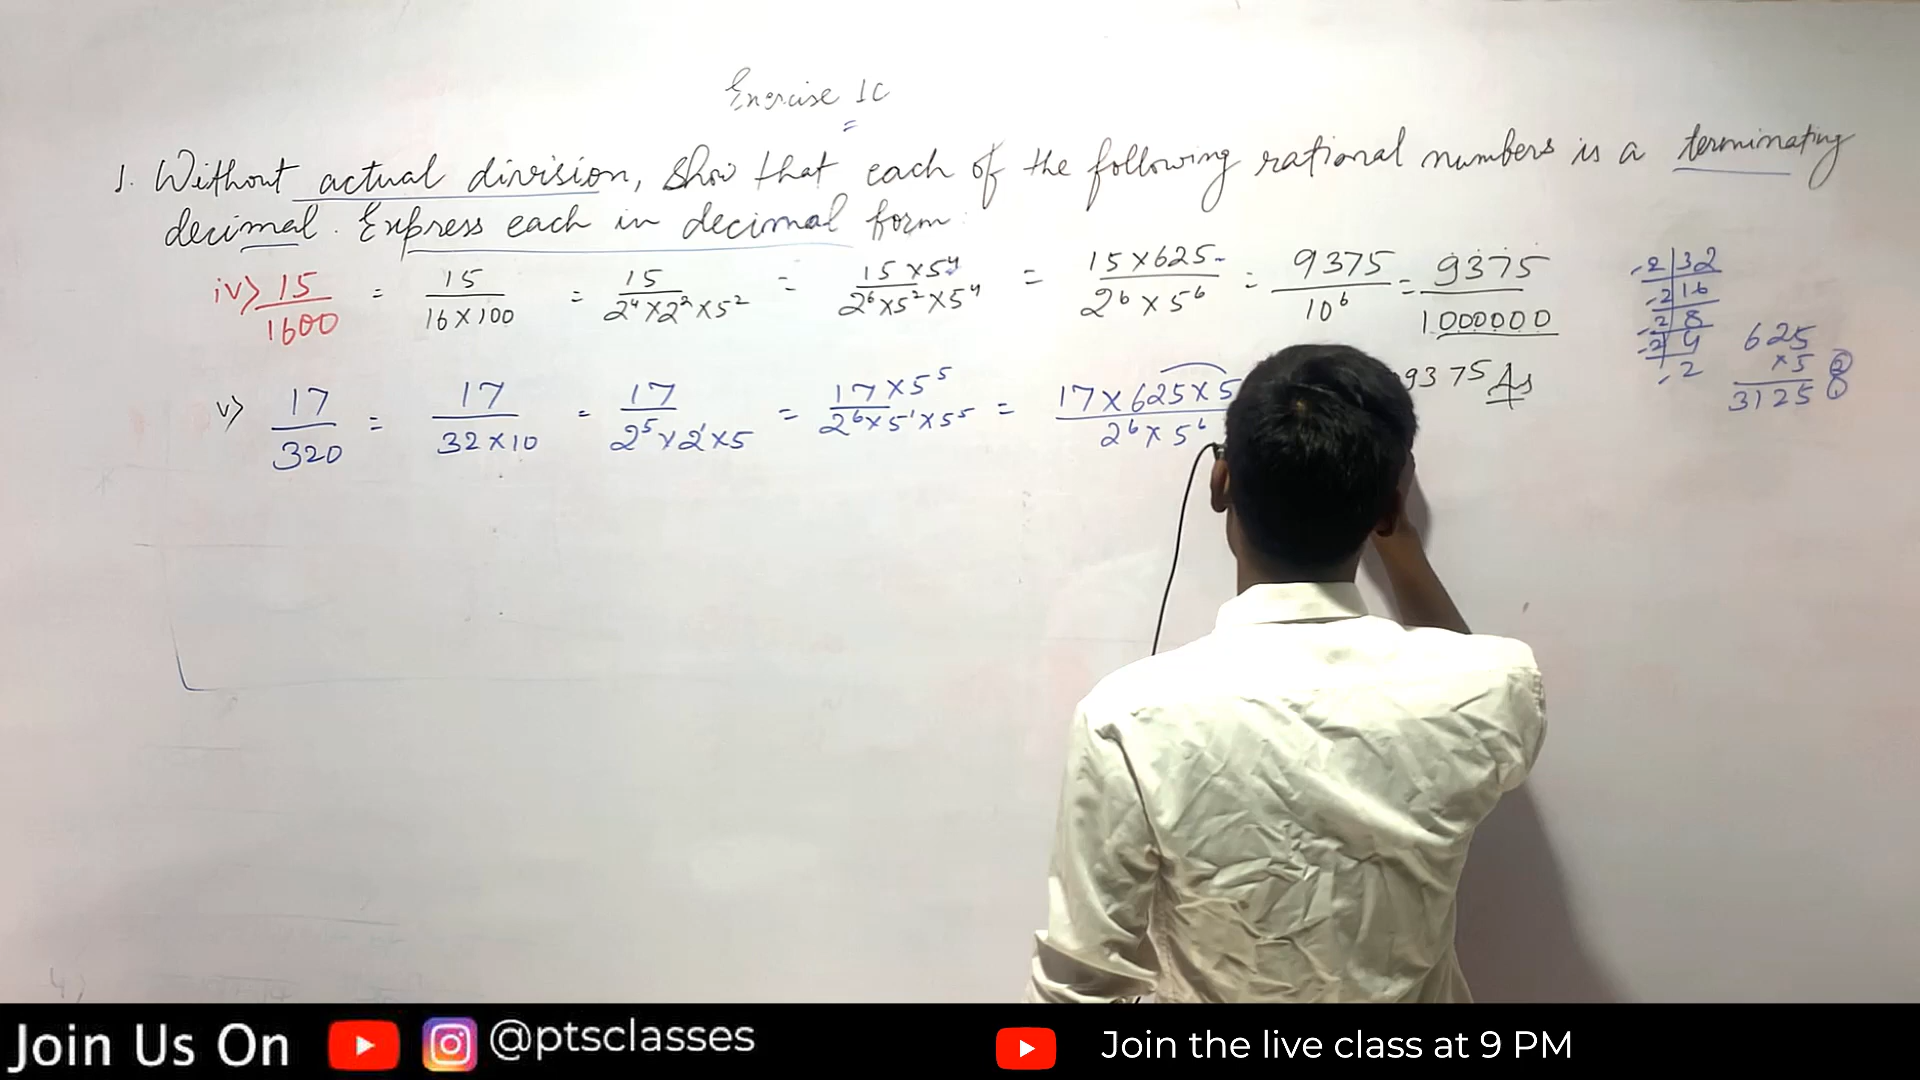 Exercise 1C
1. Without actual division, show that each of the following rational numbers is a terminating
decimal. Express each in decimal form.
iv) 15/1600 = 15/(16×100) = 15/(2⁴×2²×5²) = (15×5⁴)/(2⁶×5²×5⁴) = (15×625)/(2⁶×5⁶) = 9375/10⁶ = 9375/1000000
9375 As
v) 17/320 = 17/(32×10) = 17/(2⁵×2¹×5) = (17×5⁵)/(2⁶×5¹×5⁵) = (17×625×5)/(2⁶×5⁶)
2|32
2|16
2|8
2|4
2
625
×5
3125
Join Us On @ptsclasses
Join the live class at 9 PM